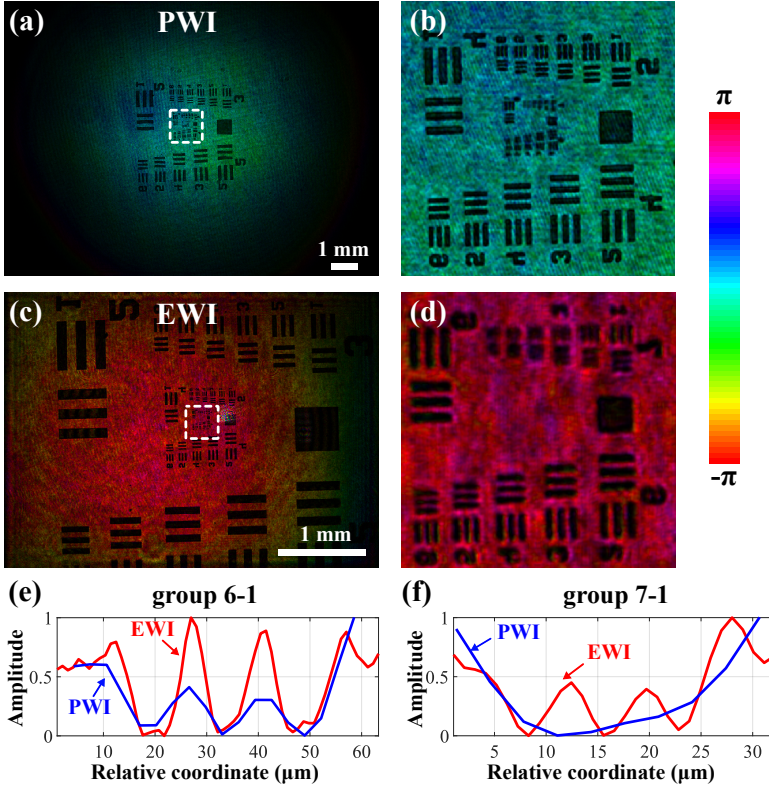 (a) PWI
1 mm
(b)
π
-π
(c) EWI
1 mm
(d)
(e) group 6-1
Amplitude
1
0.5
0
EWI
PWI
10 20 30 40 50 60
Relative coordinate (μm)
(f) group 7-1
Amplitude
1
0.5
0
PWI
EWI
5 10 15 20 25 30
Relative coordinate (μm)